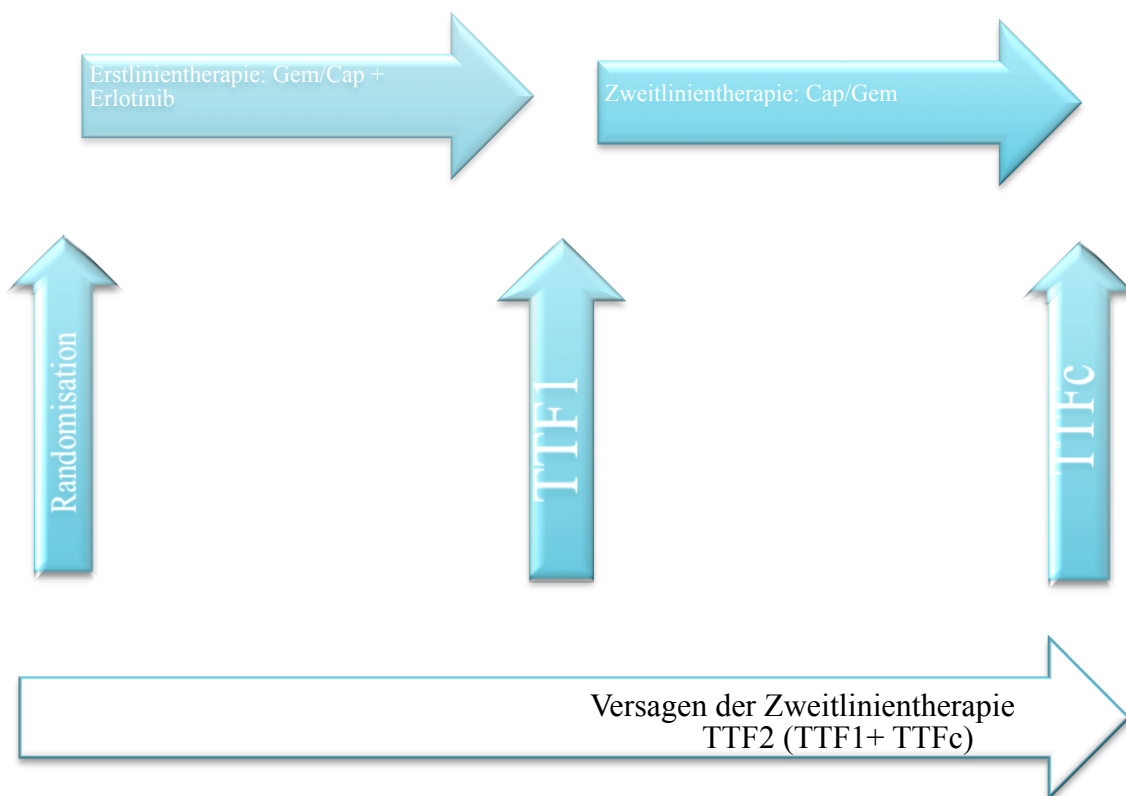 Erstlinientherapie: Gem/Cap +
Erlotinib
Zweitlinientherapie: Cap/Gem
Randomisation
TTF1
TTFc
Versagen der Zweitlinientherapie
TTF2 (TTF1+ TTFc)